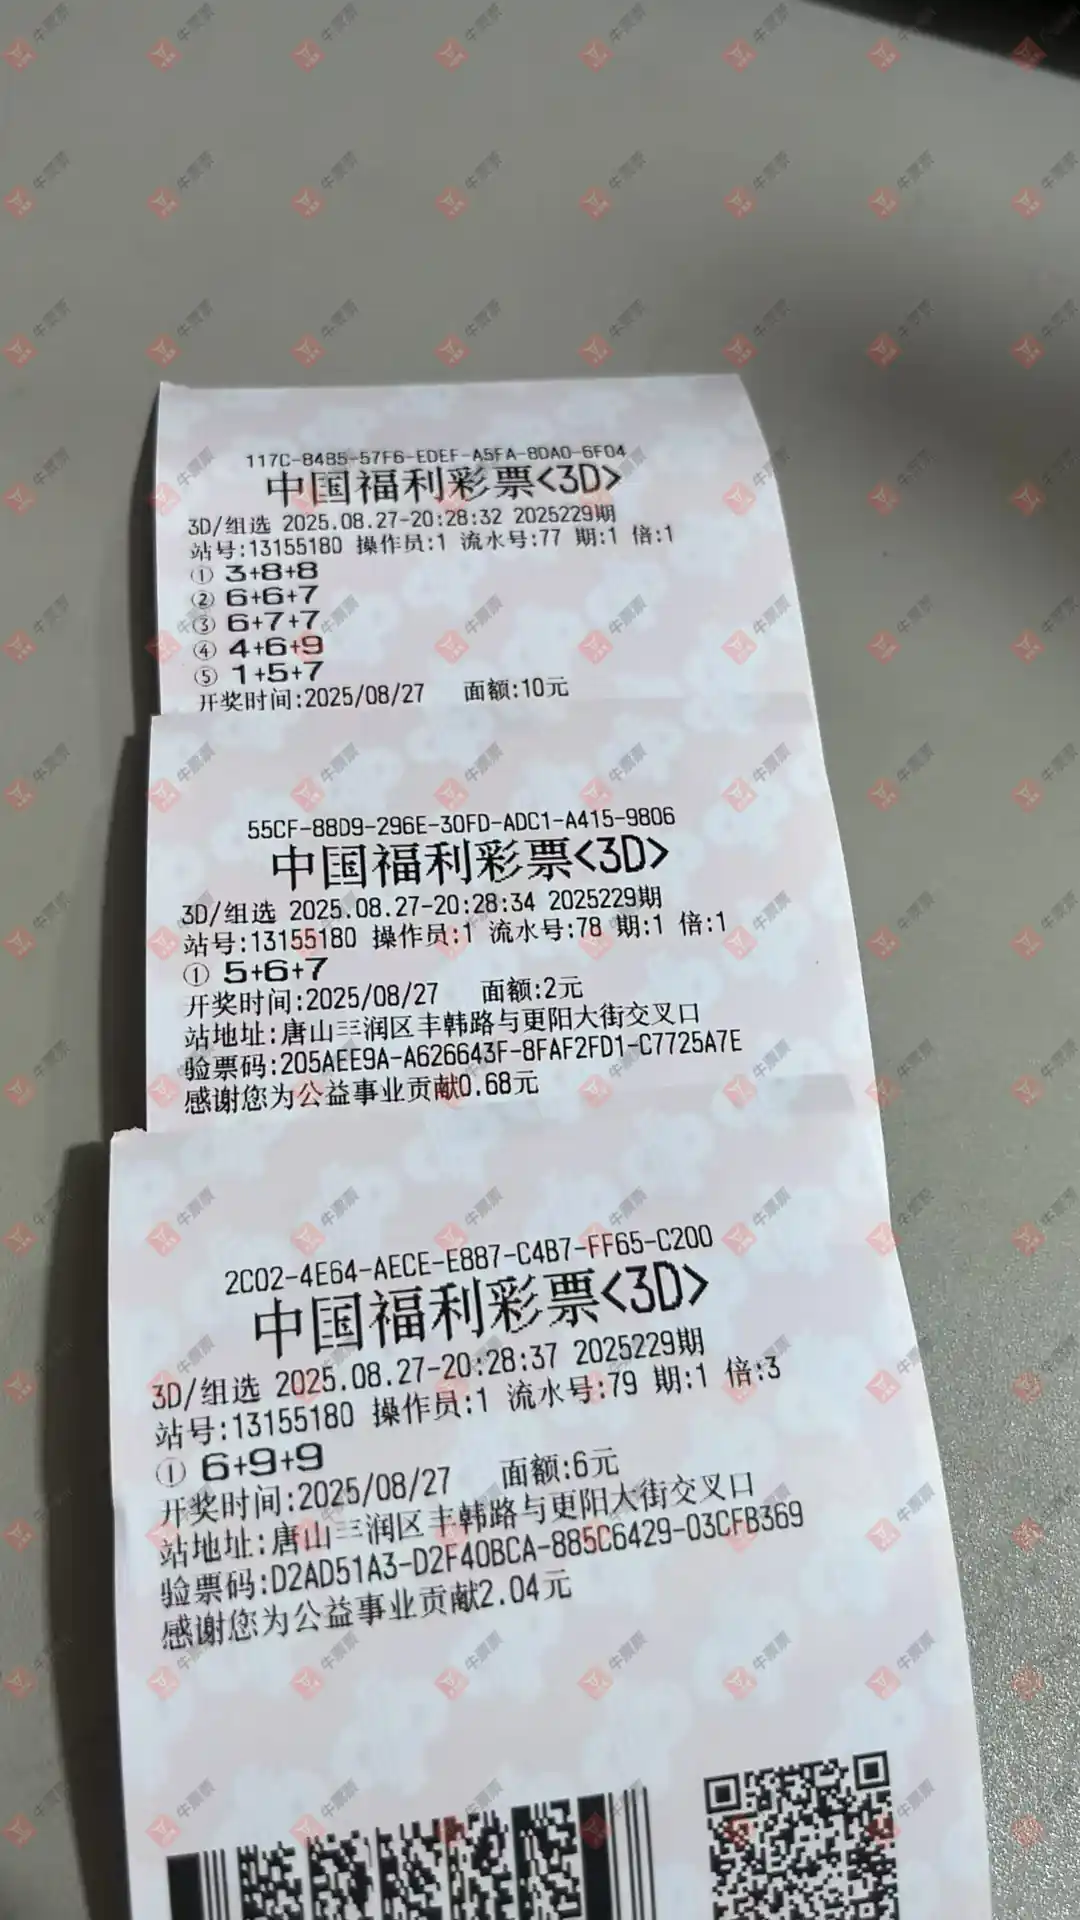 117C-84B5-57F6-EDEF-A5FA-8DA0-6F04
中国福利彩票<3D>
3D/组选 2025.08.27-20:28:32 2025229期
站号:13155180 操作员:1 流水号:77 期:1 倍:1
① 3+8+8
② 6+6+7
③ 6+7+7
④ 4+6+9
⑤ 1+5+7
开奖时间:2025/08/27 面额:10元
55CF-88D9-296E-30FD-ADC1-A415-9806
中国福利彩票<3D>
3D/组选 2025.08.27-20:28:34 2025229期
站号:13155180 操作员:1 流水号:78 期:1 倍:1
① 5+6+7
开奖时间:2025/08/27 面额:2元
站地址:唐山三润区丰韩路与更阳大街交叉口
验票码:205AEE9A-A626643F-8FAF2FD1-C7725A7E
感谢您为公益事业贡献0.68元
2C02-4E64-AECE-E887-C4B7-FF65-C200
中国福利彩票<3D>
3D/组选 2025.08.27-20:28:37 2025229期
站号:13155180 操作员:1 流水号:79 期:1 倍:3
① 6+9+9
开奖时间:2025/08/27 面额:6元
站地址:唐山三润区丰韩路与更阳大街交叉口
验票码:D2AD51A3-D2F40BCA-885C6429-03CFB369
感谢您为公益事业贡献2.04元
牛票票